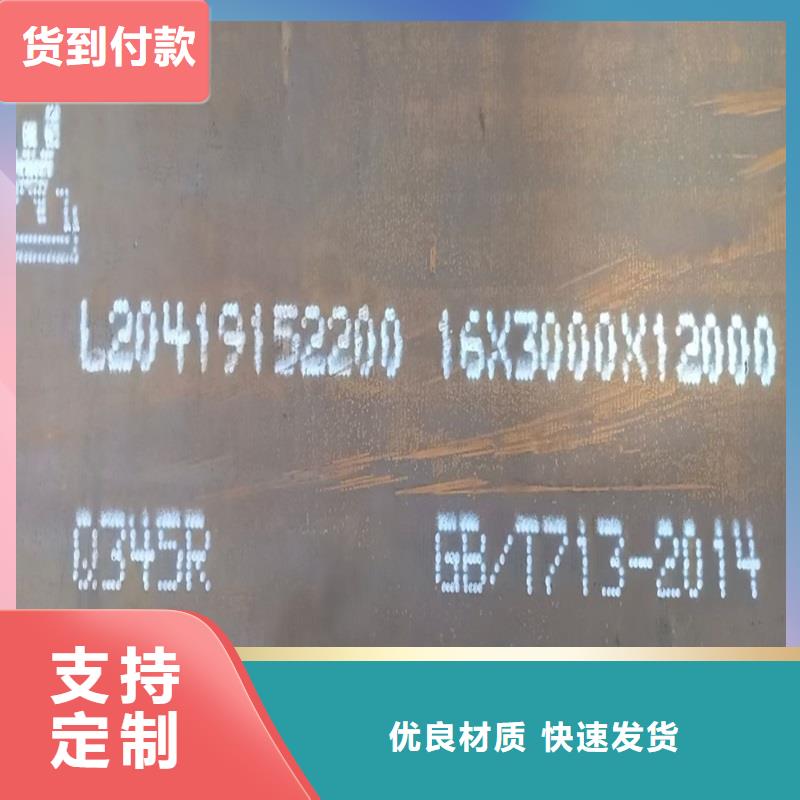 货到付款
L20419152200 16X3000X12000
Q345R GB/T713-2014
支持
定制
优良材质 快速发货